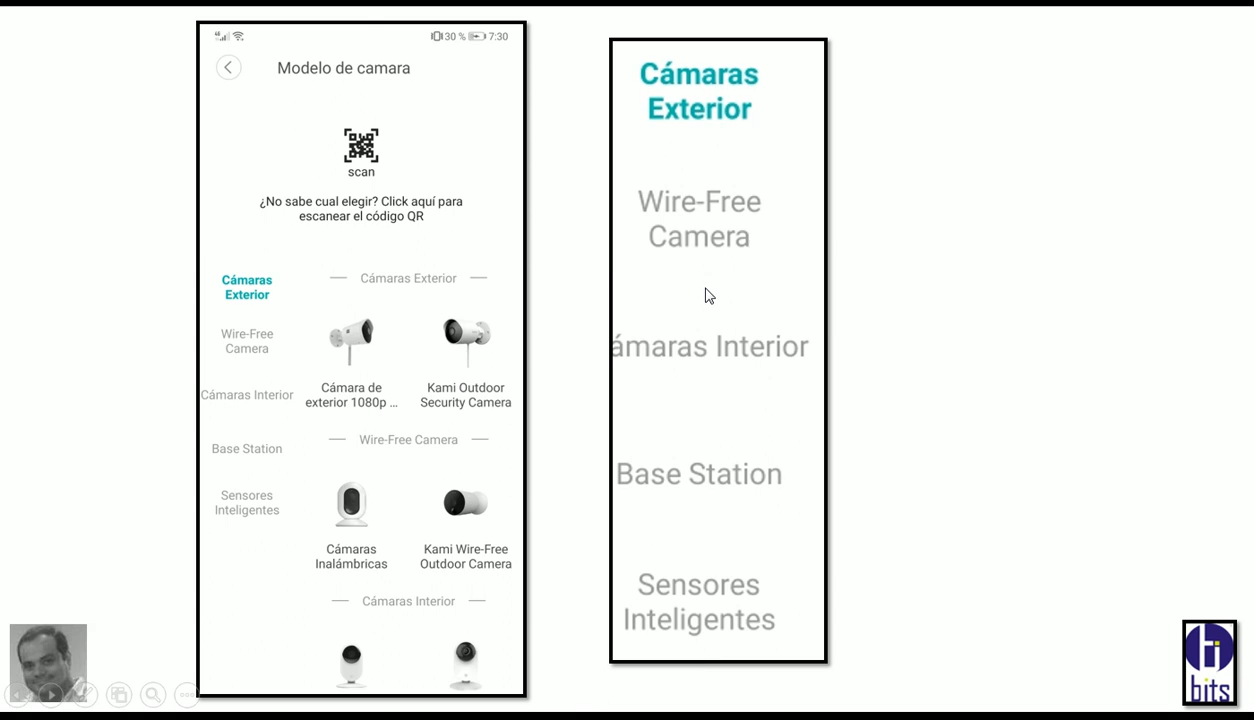 30 % 7:30
Modelo de camara
scan
¿No sabe cual elegir? Click aquí para
escanear el código QR
Cámaras
Exterior
Wire-Free
Camera
Cámaras Interior
Base Station
Sensores
Inteligentes
Cámaras Exterior
Cámara de
exterior 1080p ...
Kami Outdoor
Security Camera
Wire-Free Camera
Cámaras
Inalámbricas
Kami Wire-Free
Outdoor Camera
Cámaras Interior
Cámaras
Exterior
Wire-Free
Camera
ámaras Interior
Base Station
Sensores
Inteligentes
bits